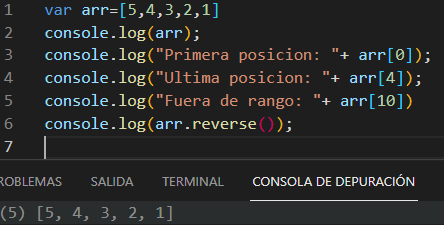 1 var arr=[5,4,3,2,1]
2 console.log(arr);
3 console.log("Primera posicion: "+ arr[0]);
4 console.log("Ultima posicion: "+ arr[4]);
5 console.log("Fuera de rango: "+ arr[10])
6 console.log(arr.reverse());
7
ROBLEMAS SALIDA TERMINAL CONSOLA DE DEPURACIÓN
(5) [5, 4, 3, 2, 1]